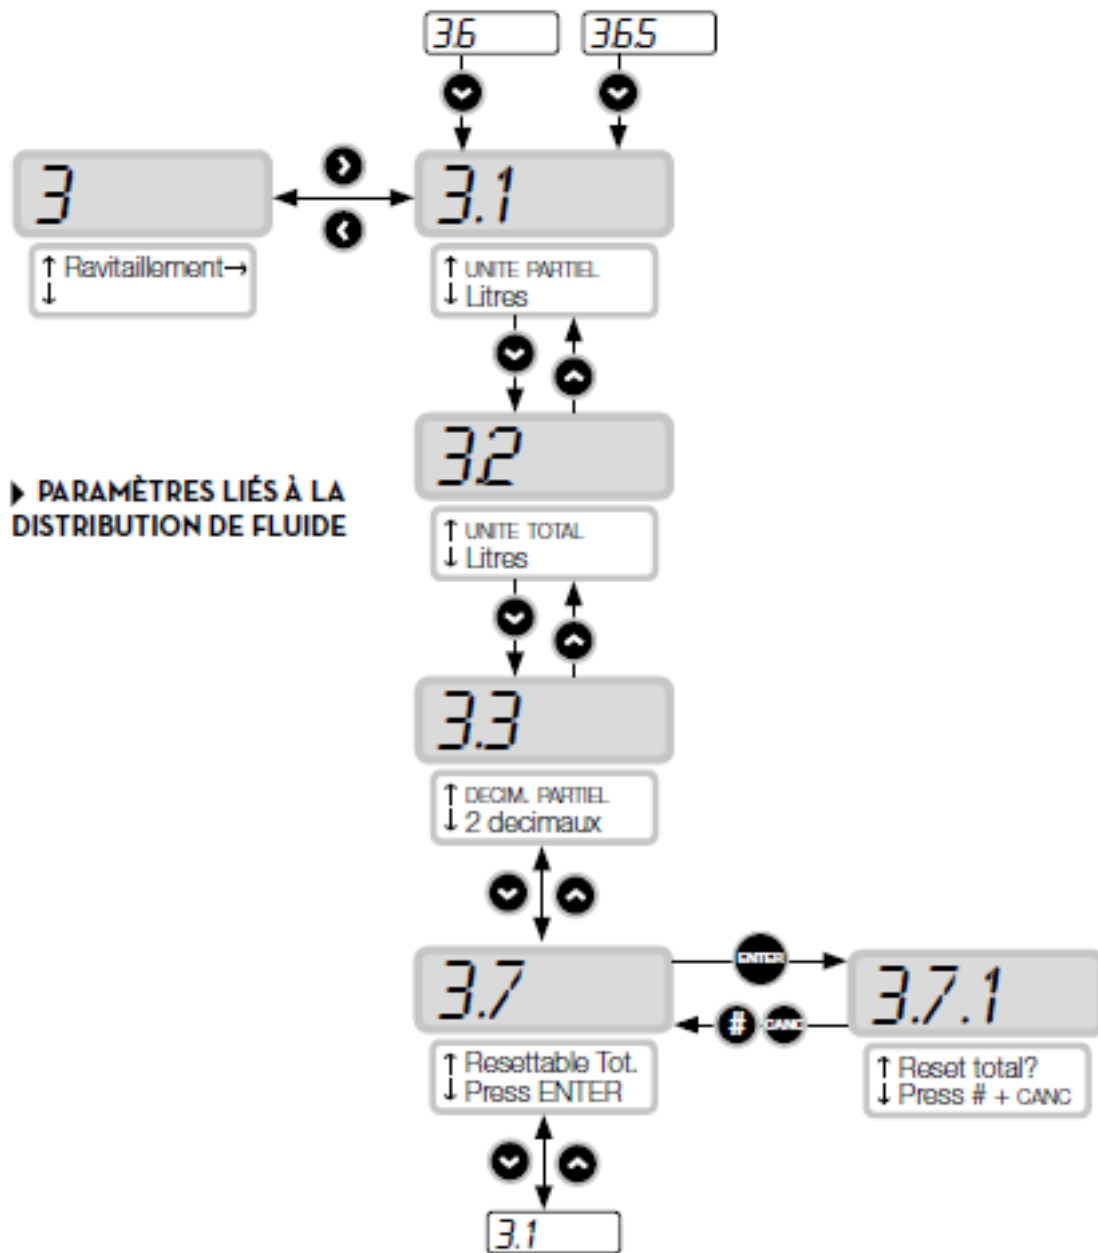 3.6
3.6.5
3
3.1
↑ Ravitaillement→
↓
↑ UNITE PARTIEL
↓ Litres
3.2
▶ PARAMÈTRES LIÉS À LA
DISTRIBUTION DE FLUIDE
↑ UNITE TOTAL
↓ Litres
3.3
↑ DECIM. PARTIEL
↓ 2 decimaux
3.7
ENTER
# CANC
3.7.1
↑ Resettable Tot.
↓ Press ENTER
↑ Reset total?
↓ Press # + CANC
3.1